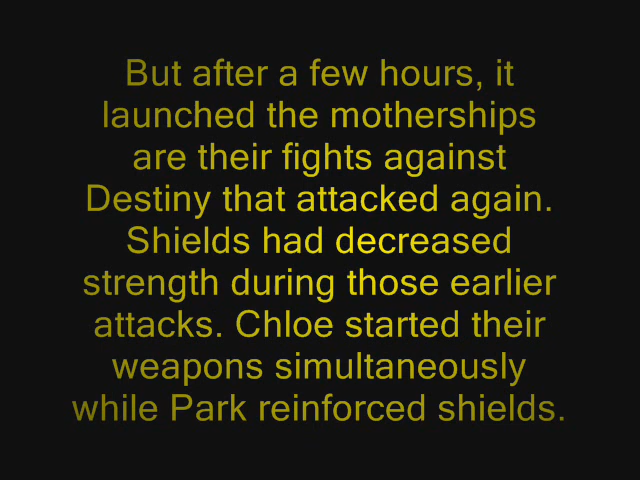 But after a few hours, it
launched the motherships
are their fights against
Destiny that attacked again.
Shields had decreased
strength during those earlier
attacks. Chloe started their
weapons simultaneously
while Park reinforced shields.